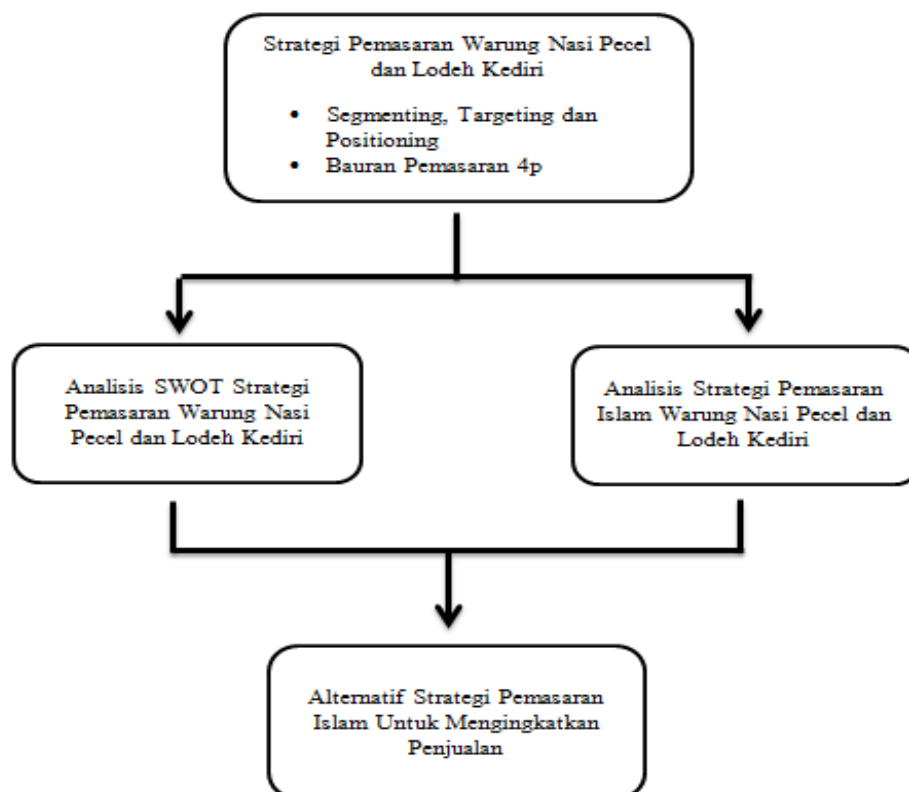 Strategi Pemasaran Warung Nasi Pecel
dan Lodeh Kediri
• Segmenting, Targeting dan
Positioning
• Bauran Pemasaran 4p
Analisis SWOT Strategi
Pemasaran Warung Nasi
Pecel dan Lodeh Kediri
Analisis Strategi Pemasaran
Islam Warung Nasi Pecel dan
Lodeh Kediri
Alternatif Strategi Pemasaran
Islam Untuk Mengingkatkan
Penjualan